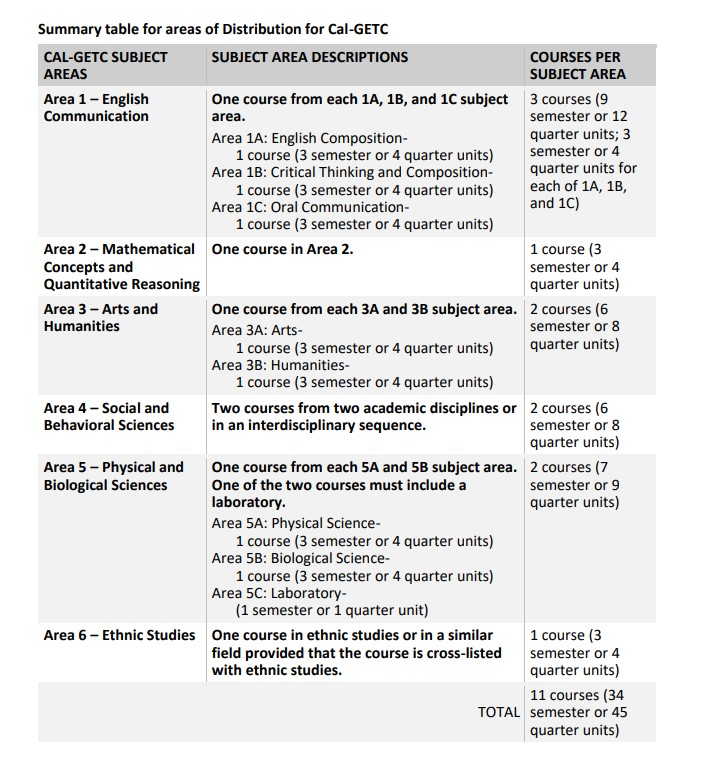 Summary table for areas of Distribution for Cal-GETC
CAL-GETC SUBJECT
AREAS
SUBJECT AREA DESCRIPTIONS
COURSES PER
SUBJECT AREA
Area 1 – English
Communication
One course from each 1A, 1B, and 1C subject
area.
Area 1A: English Composition-
1 course (3 semester or 4 quarter units)
Area 1B: Critical Thinking and Composition-
1 course (3 semester or 4 quarter units)
Area 1C: Oral Communication-
1 course (3 semester or 4 quarter units)
3 courses (9
semester or 12
quarter units; 3
semester or 4
quarter units for
each of 1A, 1B,
and 1C)
Area 2 – Mathematical
Concepts and
Quantitative Reasoning
One course in Area 2.
1 course (3
semester or 4
quarter units)
Area 3 – Arts and
Humanities
One course from each 3A and 3B subject area.
Area 3A: Arts-
1 course (3 semester or 4 quarter units)
Area 3B: Humanities-
1 course (3 semester or 4 quarter units)
2 courses (6
semester or 8
quarter units)
Area 4 – Social and
Behavioral Sciences
Two courses from two academic disciplines or
in an interdisciplinary sequence.
2 courses (6
semester or 8
quarter units)
Area 5 – Physical and
Biological Sciences
One course from each 5A and 5B subject area.
One of the two courses must include a
laboratory.
Area 5A: Physical Science-
1 course (3 semester or 4 quarter units)
Area 5B: Biological Science-
1 course (3 semester or 4 quarter units)
Area 5C: Laboratory-
(1 semester or 1 quarter unit)
2 courses (7
semester or 9
quarter units)
Area 6 – Ethnic Studies
One course in ethnic studies or in a similar
field provided that the course is cross-listed
with ethnic studies.
1 course (3
semester or 4
quarter units)
TOTAL
11 courses (34
semester or 45
quarter units)